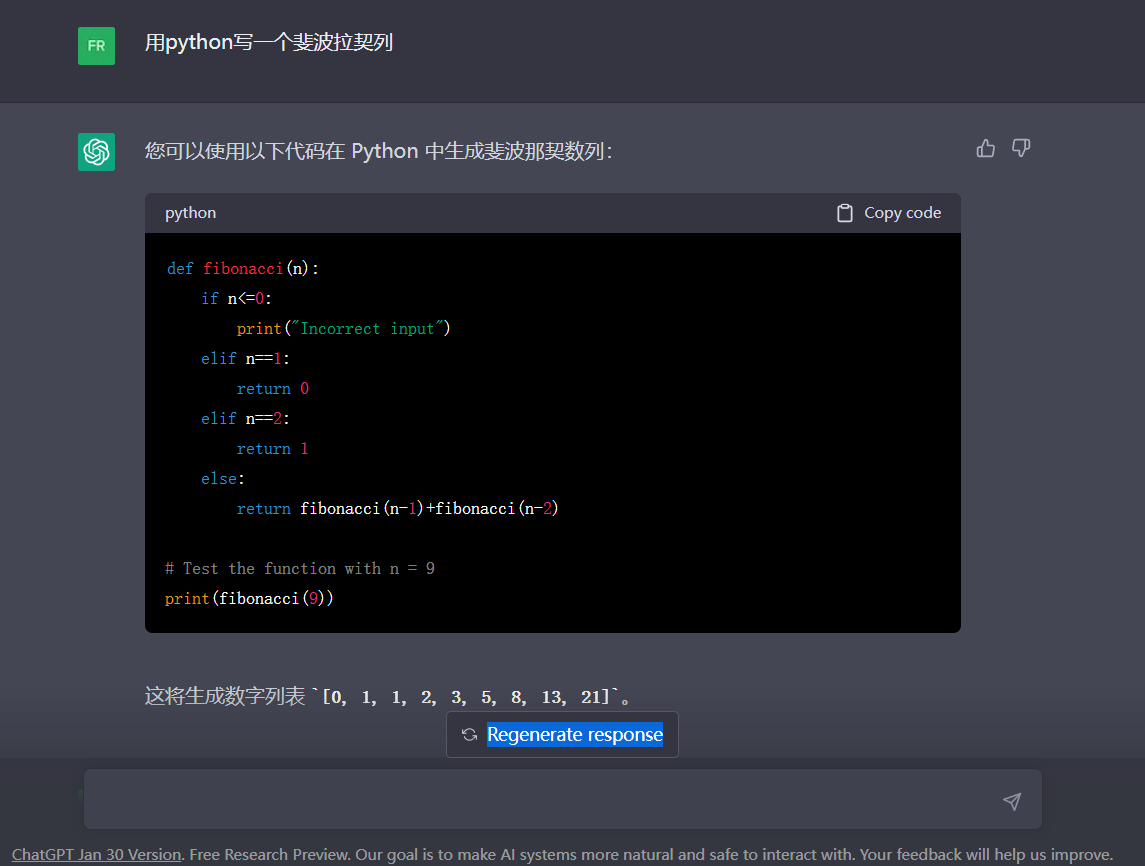 FR
用python写一个斐波拉契列
您可以使用以下代码在 Python 中生成斐波那契数列：
python
Copy code
def fibonacci(n):
    if n<=0:
        print("Incorrect input")
    elif n==1:
        return 0
    elif n==2:
        return 1
    else:
        return fibonacci(n-1)+fibonacci(n-2)
# Test the function with n = 9
print(fibonacci(9))
这将生成数字列表 `[0, 1, 1, 2, 3, 5, 8, 13, 21]`。
Regenerate response
ChatGPT Jan 30 Version. Free Research Preview. Our goal is to make AI systems more natural and safe to interact with. Your feedback will help us improve.